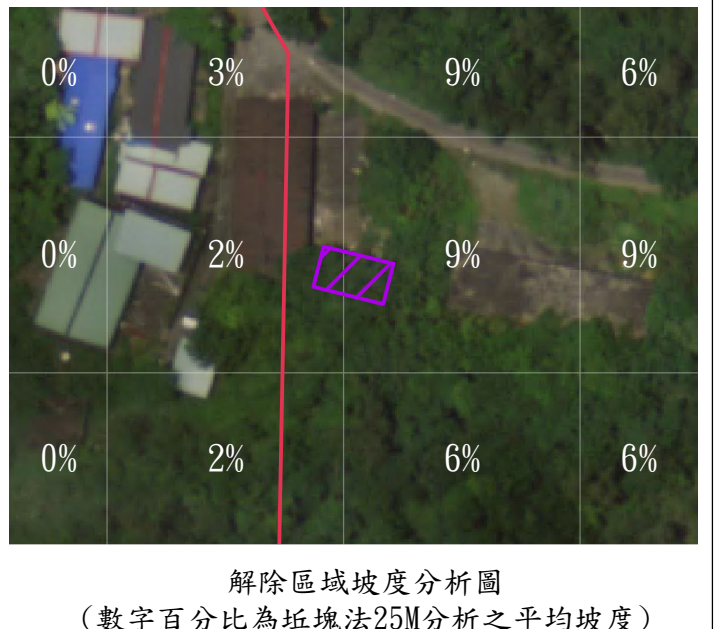 0% 3% 9% 6%
0% 2% 9% 9%
0% 2% 6% 6%
解除區域坡度分析圖
(數字百分比為坵塊法25M分析之平均坡度)